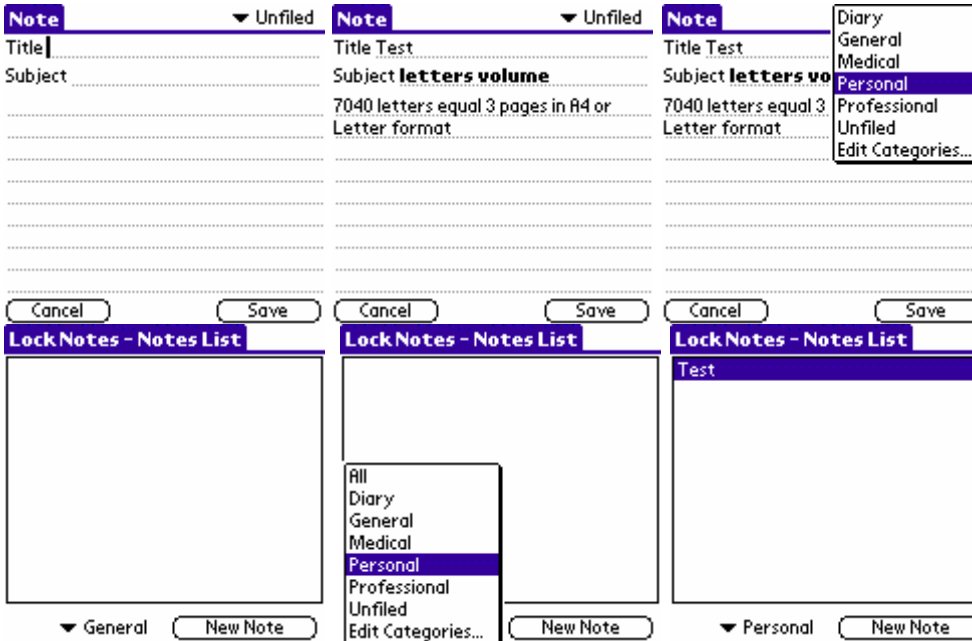 Note ▼ Unfiled
Title
Subject
Cancel Save
Note ▼ Unfiled
Title Test
Subject letters volume
7040 letters equal 3 pages in A4 or
Letter format
Cancel Save
Note
Title Test
Subject letters vo
7040 letters equal 3
Letter format
Diary
General
Medical
Personal
Professional
Unfiled
Edit Categories...
Cancel Save
Lock Notes - Notes List
▼ General New Note
Lock Notes - Notes List
All
Diary
General
Medical
Personal
Professional
Unfiled
Edit Categories...
New Note
Lock Notes - Notes List
Test
▼ Personal New Note